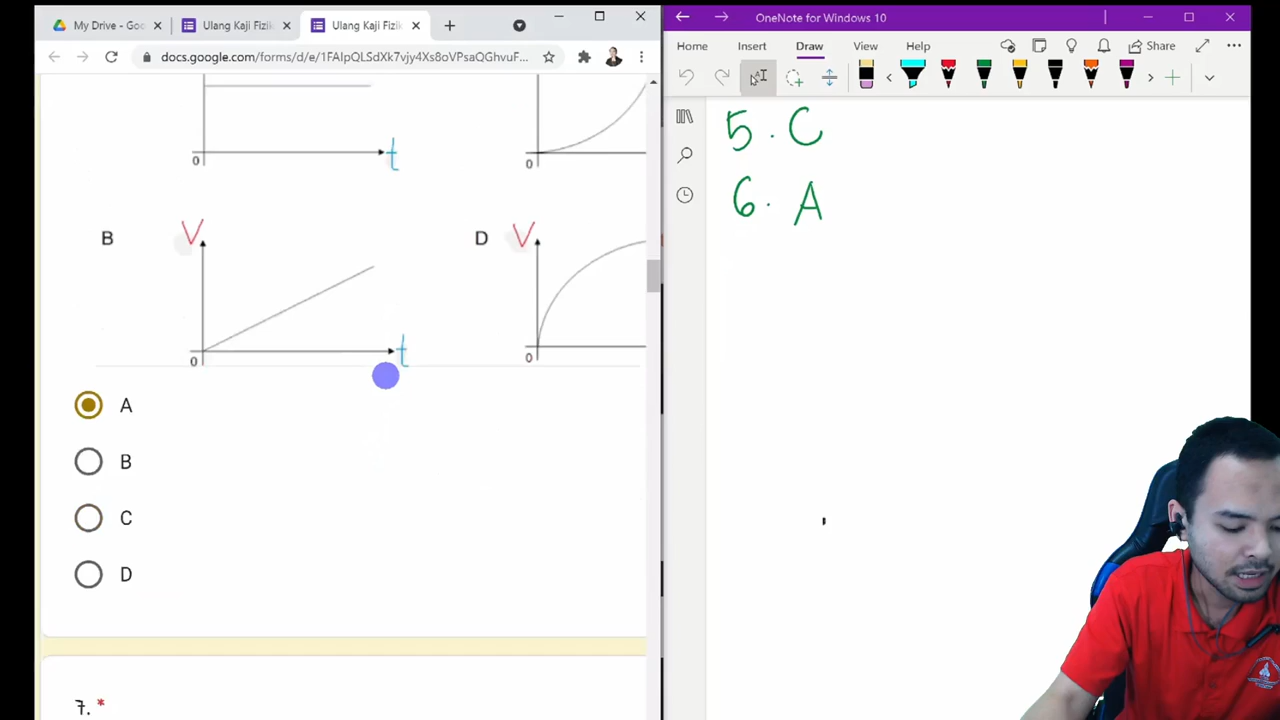 My Drive - Goo
Ulang Kaji Fizik
Ulang Kaji Fizik
docs.google.com/forms/d/e/1FAIpQLSdXk7vjy4Xs8oVPsaQGhvuF...
0
t
0
B
V
0
t
D
V
0
A
B
C
D
7. *
OneNote for Windows 10
Home Insert Draw View Help Share
5. C
6. A